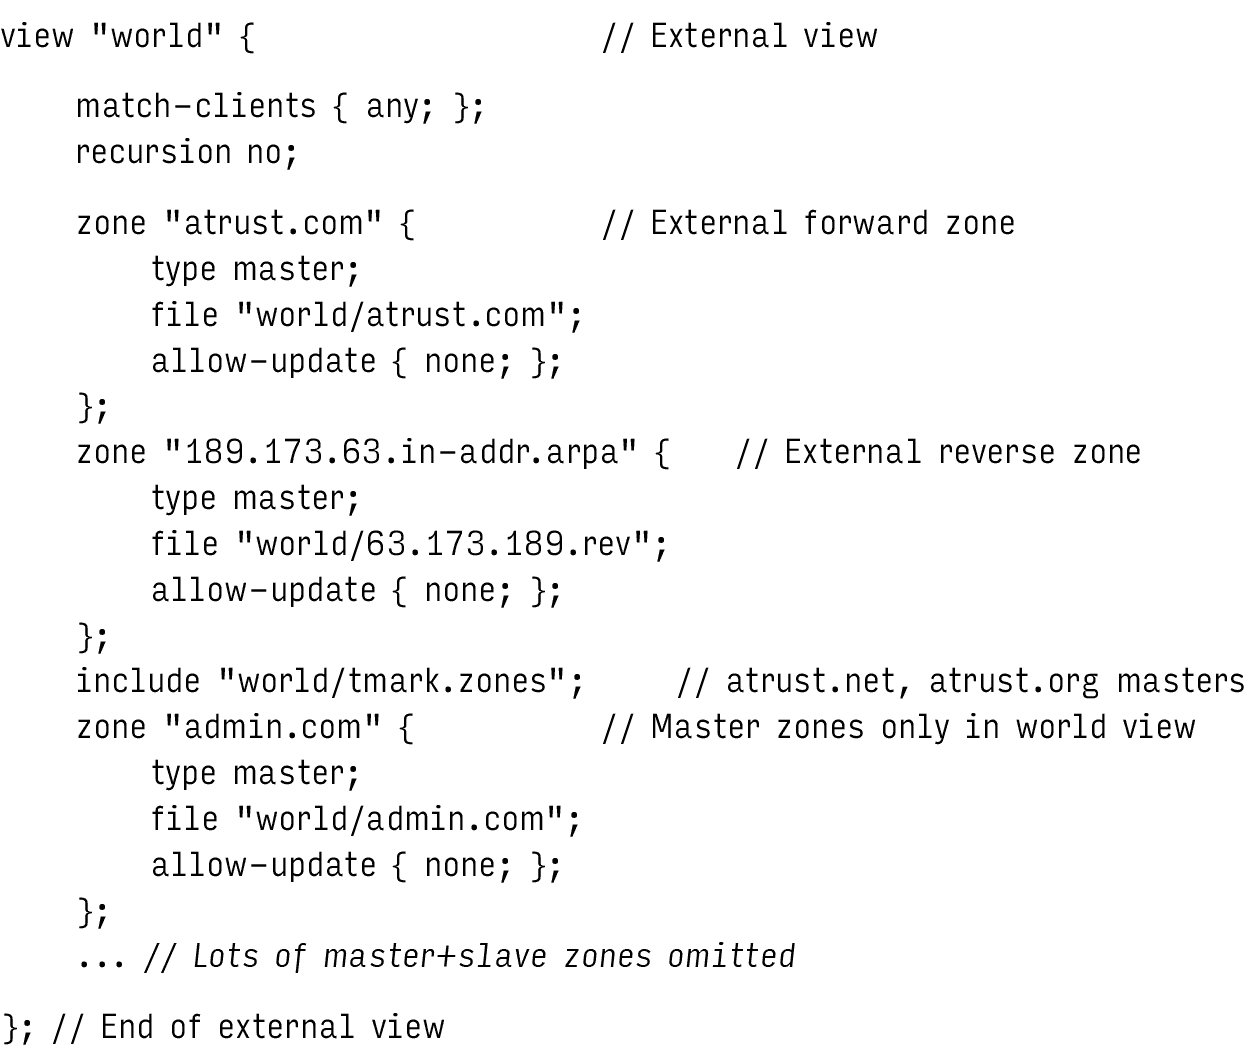 view "world" { // External view
match-clients { any; };
recursion no;
zone "atrust.com" { // External forward zone
type master;
file "world/atrust.com";
allow-update { none; };
};
zone "189.173.63.in-addr.arpa" { // External reverse zone
type master;
file "world/63.173.189.rev";
allow-update { none; };
};
include "world/tmark.zones"; // atrust.net, atrust.org masters
zone "admin.com" { // Master zones only in world view
type master;
file "world/admin.com";
allow-update { none; };
};
... // Lots of master+slave zones omitted
}; // End of external view